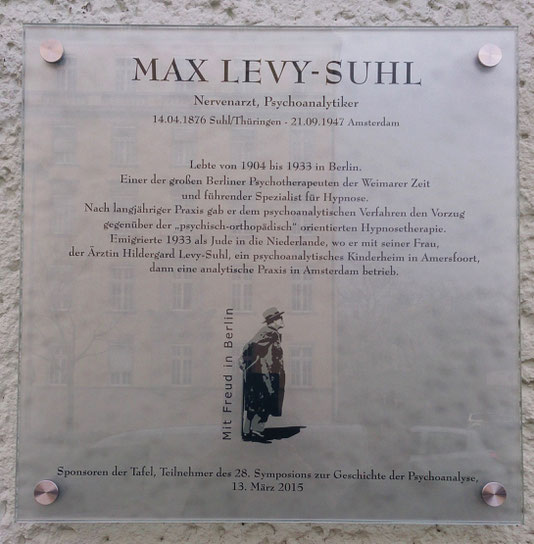 MAX LEVY-SUHL
Nervenarzt, Psychoanalytiker
14.04.1876 Suhl/Thüringen - 21.09.1947 Amsterdam
Lebte von 1904 bis 1933 in Berlin.
Einer der großen Berliner Psychotherapeuten der Weimarer Zeit
und führender Spezialist für Hypnose.
Nach langjähriger Praxis gab er dem psychoanalytischen Verfahren den Vorzug
gegenüber der „psychisch-orthopädisch“ orientierten Hypnosetherapie.
Emigrierte 1933 als Jude in die Niederlande, wo er mit seiner Frau,
der Ärztin Hildergard Levy-Suhl, ein psychoanalytisches Kinderheim in Amersfoort,
dann eine analytische Praxis in Amsterdam betrieb.
Mit Freud in Berlin
Sponsoren der Tafel, Teilnehmer des 28. Symposions zur Geschichte der Psychoanalyse,
13. März 2015